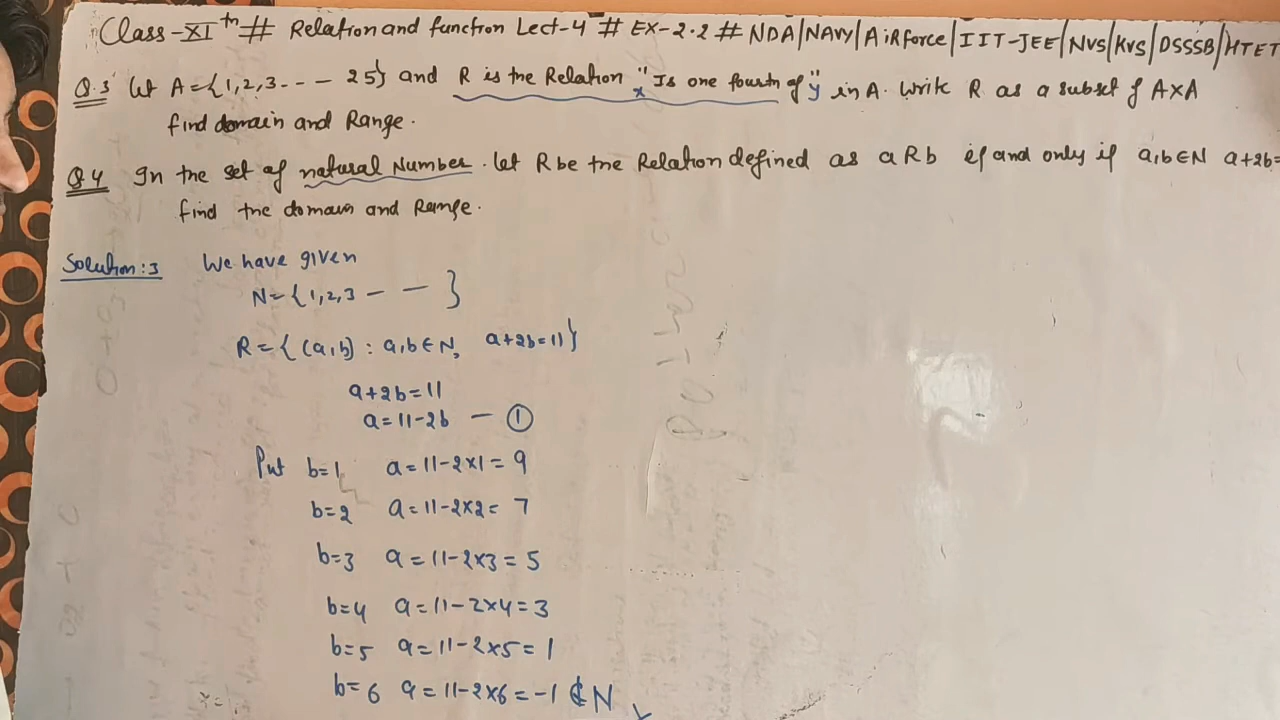 Class-XIth # Relation and function Lect-4 # EX-2.2 # NDA/NAVY/AiRforce/IIT-JEE/NVS/KVS/DSSSB/HTET
Q.3 Let A={1,2,3--- 25} and R is the Relation "Is one fourth of" y in A. Write R as a subset of A×A
x
find domain and Range.
Q4 In the set of natural Number. Let R be the Relation defined as aRb if and only if a,b∈N a+2b=
find the domain and Range.
Solution:3 We have given
N={1,2,3 - - }
R={(a,b) : a,b∈N, a+2b=11}
a+2b=11
a=11-2b - ①
Put b=1 a=11-2×1=9
b=2 a=11-2×2=7
b=3 a=11-2×3=5
b=4 a=11-2×4=3
b=5 a=11-2×5=1
b=6 a=11-2×6=-1∉N